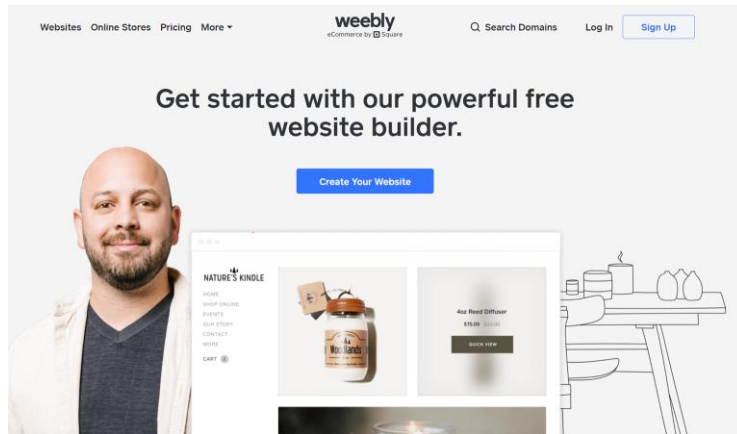 Websites Online Stores Pricing More
weebly
eCommerce by Square
Search Domains
Log In
Sign Up
Get started with our powerful free
website builder.
Create Your Website
NATURE'S KINDLE
HOME
SHOP ONLINE
EVENTS
OUR STORY
CONTACT
MORE
CART
Woodlands
4oz Reed Diffuser
$15.00
QUICK VIEW